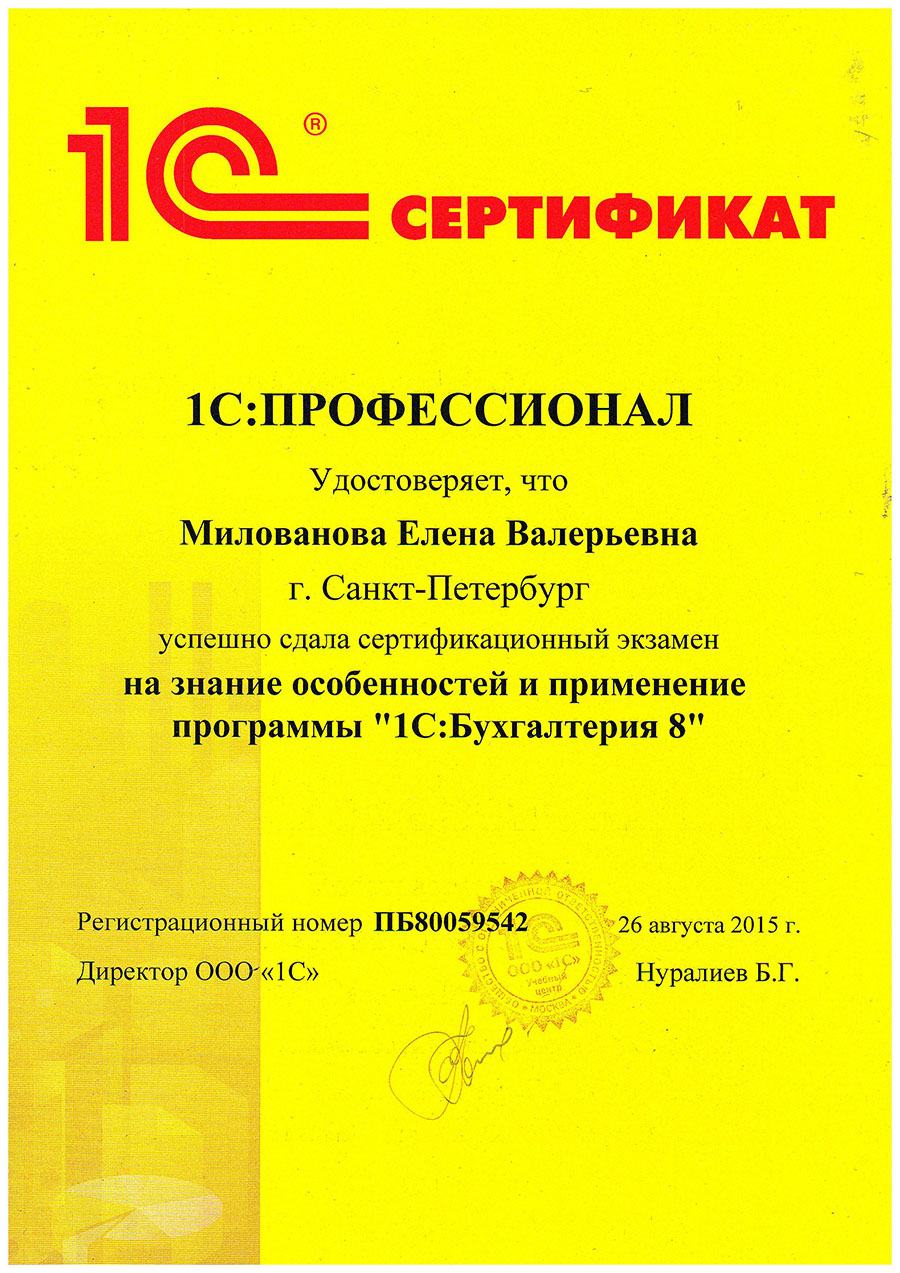 1С® СЕРТИФИКАТ
1С:ПРОФЕССИОНАЛ
Удостоверяет, что
Милованова Елена Валерьевна
г. Санкт-Петербург
успешно сдала сертификационный экзамен
на знание особенностей и применение
программы "1С:Бухгалтерия 8"
Регистрационный номер ПБ80059542
26 августа 2015 г.
Директор ООО «1С»
Нуралиев Б.Г.
ОБЩЕСТВО С ОГРАНИЧЕННОЙ ОТВЕТСТВЕННОСТЬЮ
1С
ООО «1С»
Учебный
центр
* МОСКВА *